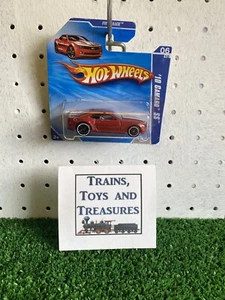 HOT WHEELS
'10 CAMARO SS
TRAINS,
TOYS AND
TREASURES